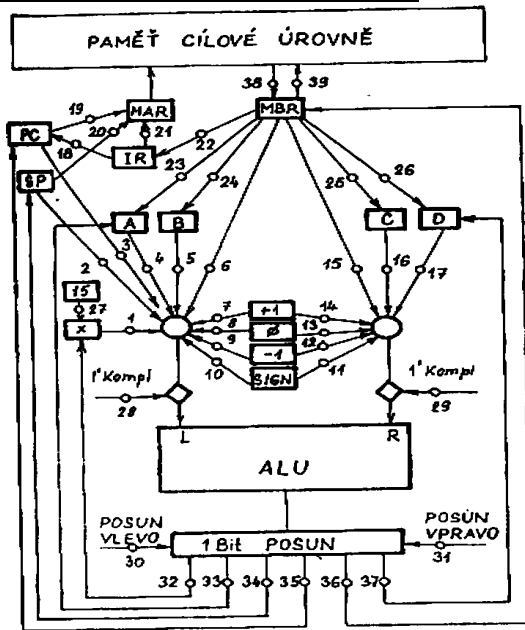 PAMĚŤ CÍLOVÉ ÚROVNĚ
38 39
19 MAR MBR
PC 20 21 22
18 IR
SP 23 24 25 26
A B C D
3
2 4 5 6 15 16 17
15
27 7 +1 14
X 1 8 Ø 13
9 -1 12
10 SIGN 11
1' Kompl 1' Kompl
28 29
L R
ALU
POSUN VLEVO
30
1 Bit POSUN
POSUN VPRAVO
31
32 33 34 35 36 37